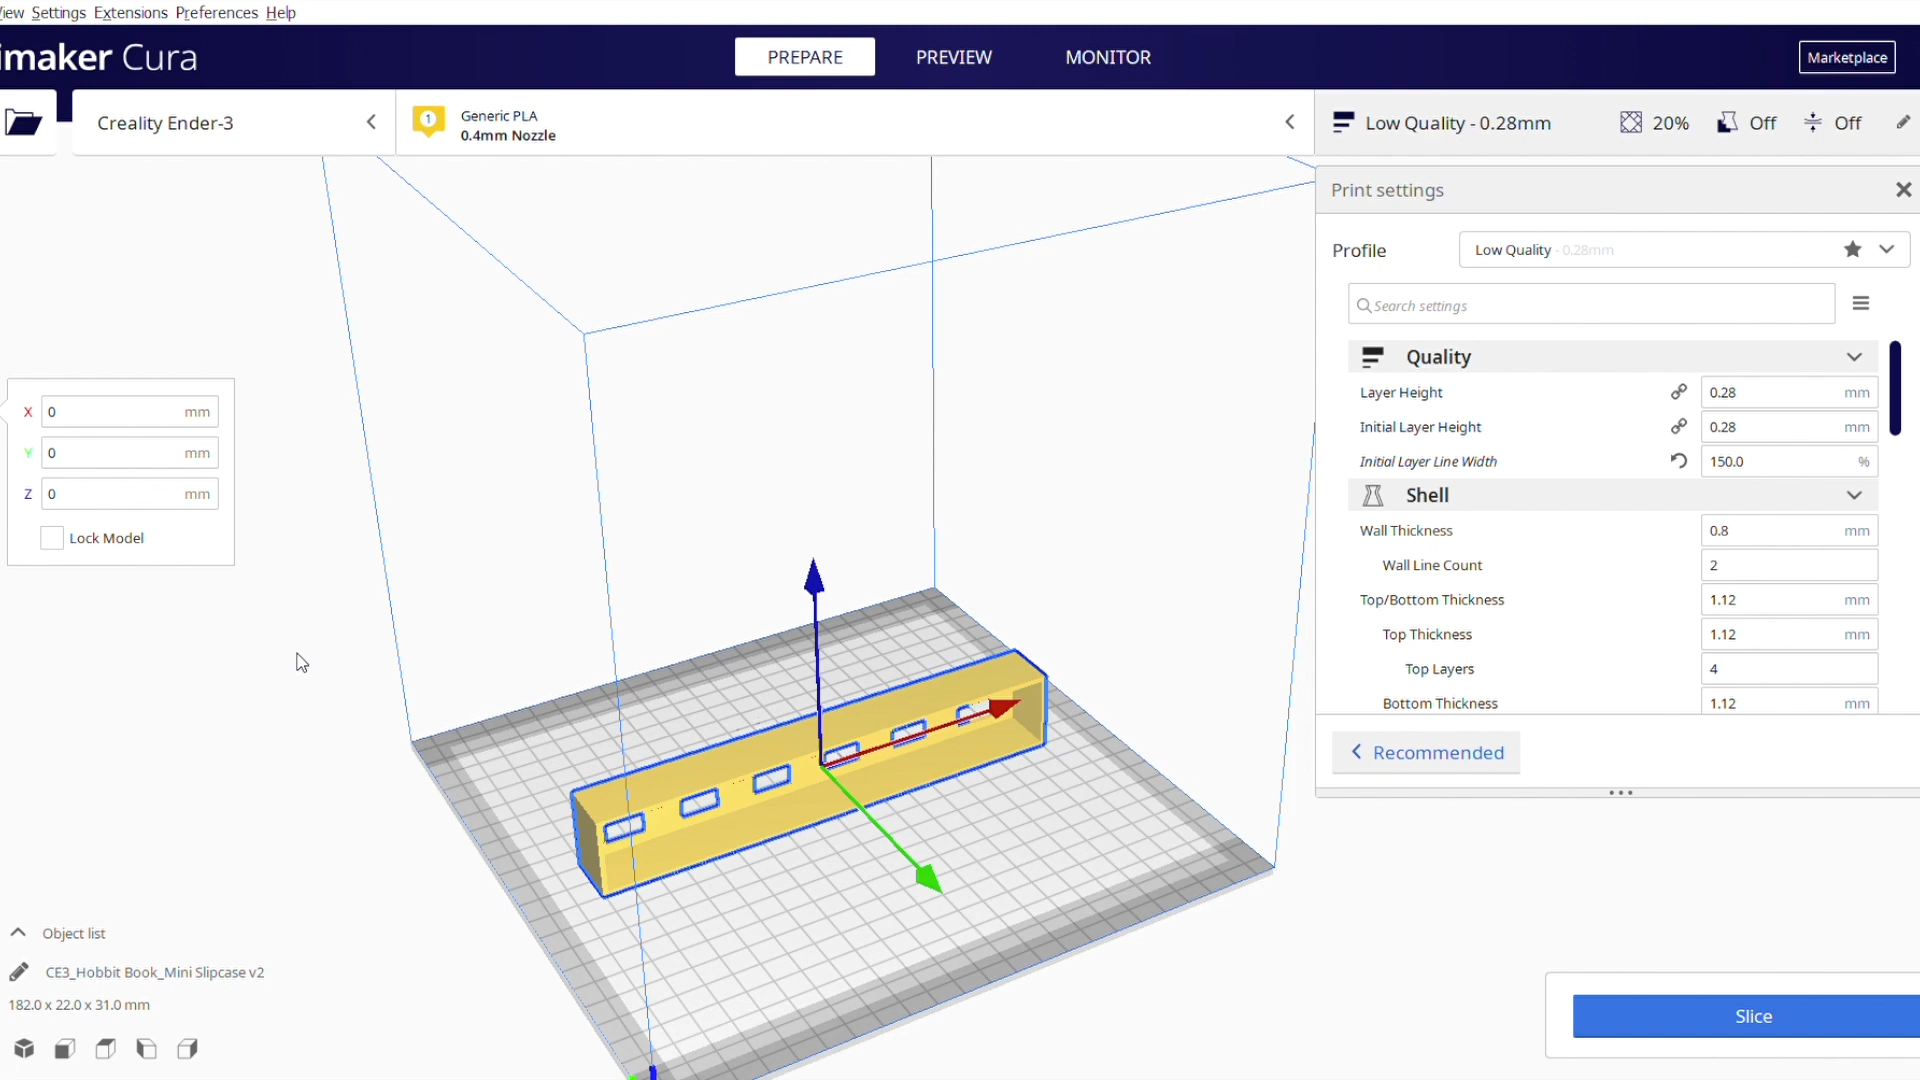 iew Settings Extensions Preferences Help
imaker Cura
PREPARE
PREVIEW
MONITOR
Marketplace
Creality Ender-3
1
Generic PLA
0.4mm Nozzle
Low Quality - 0.28mm
20%
Off
Off
Print settings
Profile
Low Quality - 0.28mm
Search settings
Quality
Layer Height 0.28 mm
Initial Layer Height 0.28 mm
Initial Layer Line Width 150.0 %
Shell
Wall Thickness 0.8 mm
Wall Line Count 2
Top/Bottom Thickness 1.12 mm
Top Thickness 1.12 mm
Top Layers 4
Bottom Thickness 1.12 mm
Recommended
X 0 mm
Y 0 mm
Z 0 mm
Lock Model
Object list
CE3_Hobbit Book_Mini Slipcase v2
182.0 x 22.0 x 31.0 mm
Slice